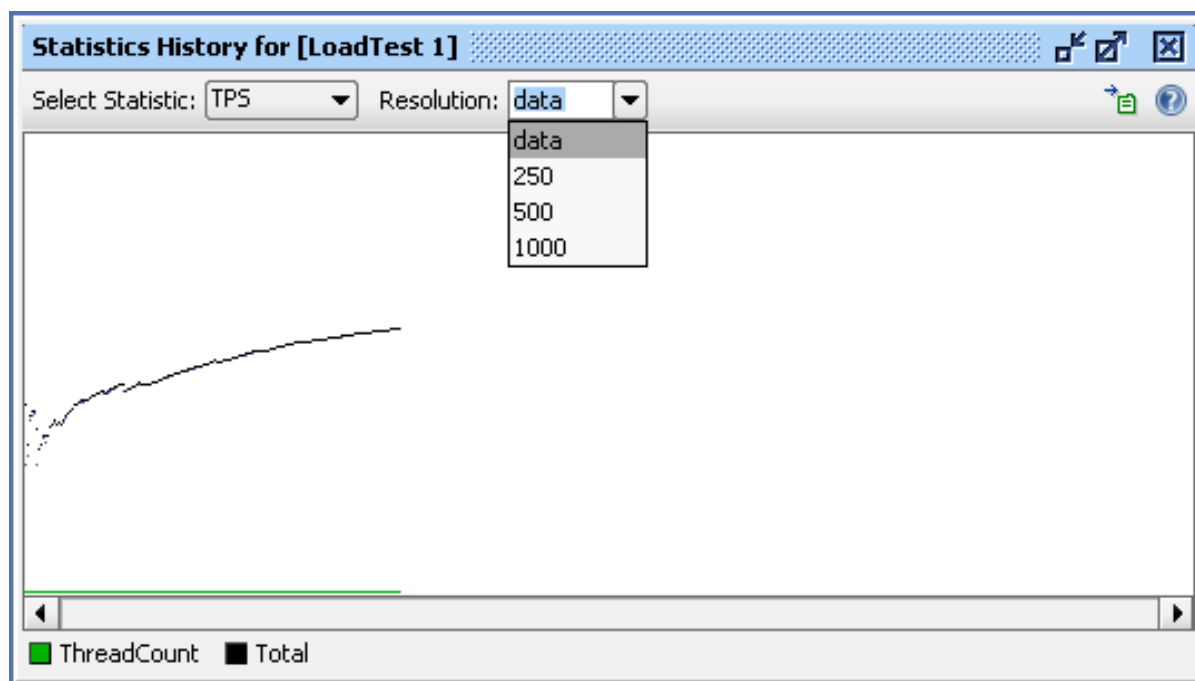 Statistics History for [LoadTest 1]
Select Statistic: TPS Resolution: data
data
250
500
1000
ThreadCount Total